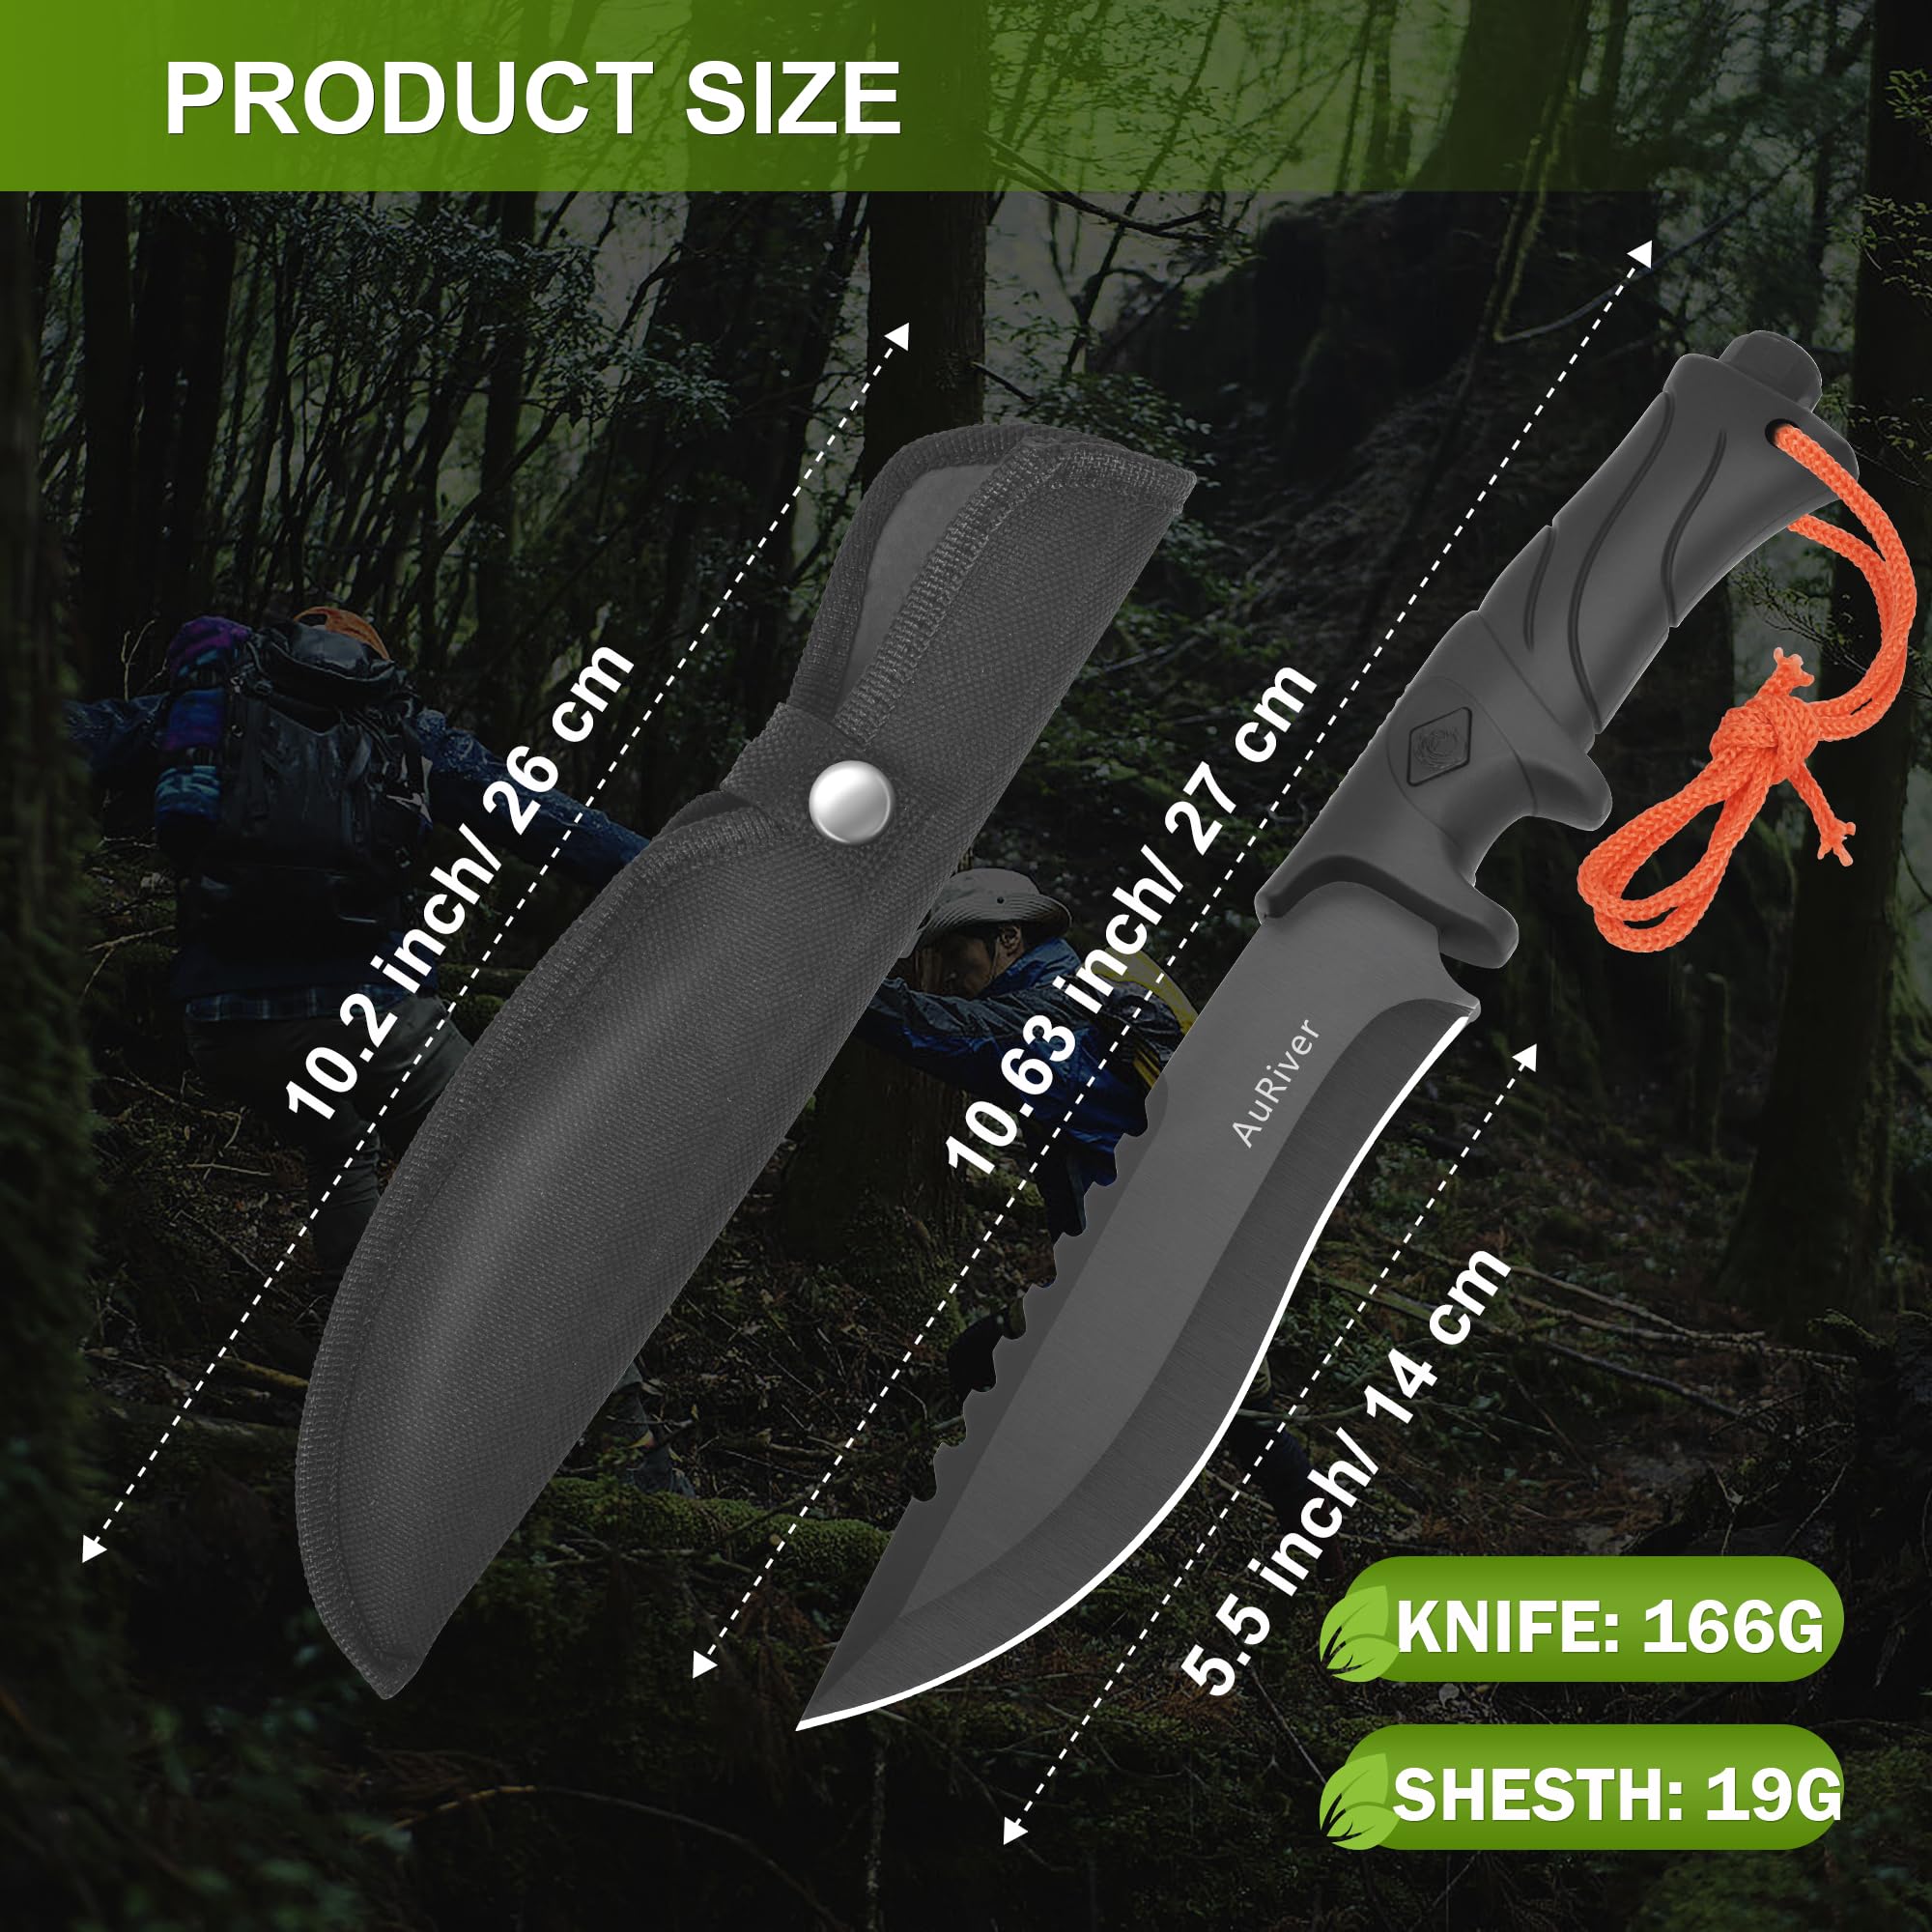 PRODUCT SIZE
10.2 inch/ 26 cm
10.63 inch/ 27 cm
AuRiver
5.5 inch/ 14 cm
KNIFE: 166G
SHESTH: 19G